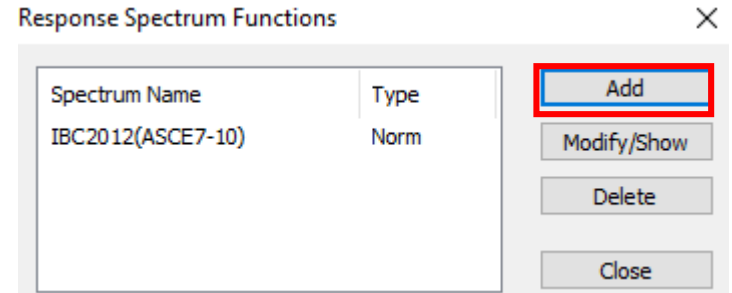 Response Spectrum Functions
Spectrum Name Type
IBC2012(ASCE7-10) Norm
Add
Modify/Show
Delete
Close